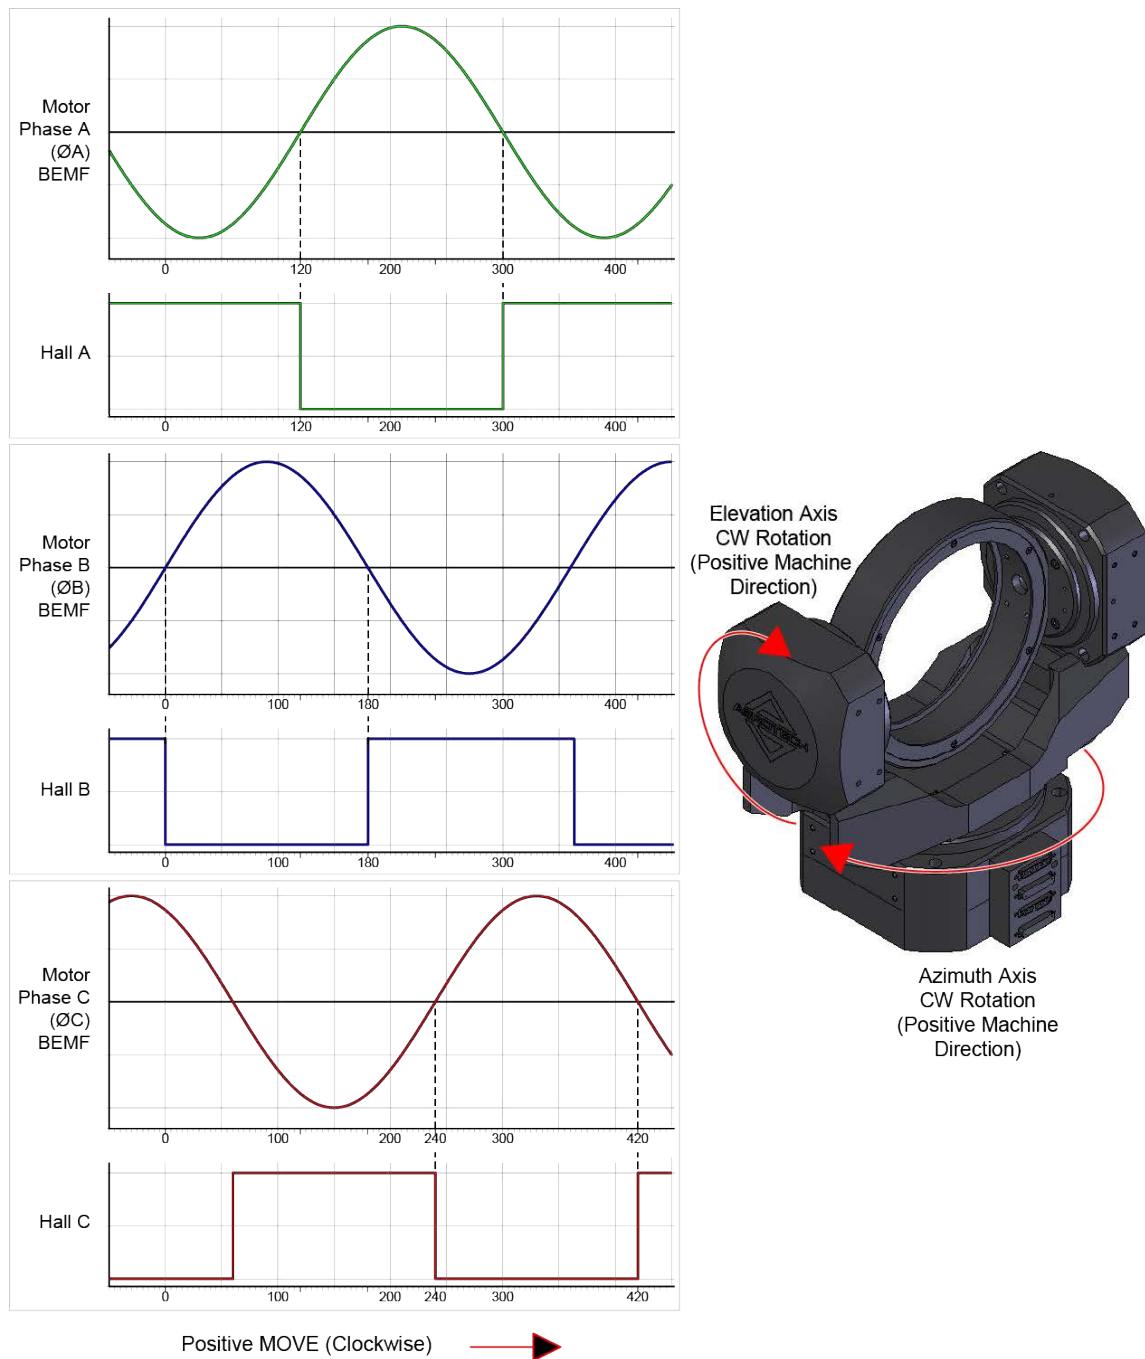 Motor
Phase A
(ØA)
BEMF
0 120 200 300 400
Hall A
0 120 200 300 400
Motor
Phase B
(ØB)
BEMF
0 100 180 300 400
Hall B
0 100 180 300 400
Motor
Phase C
(ØC)
BEMF
0 100 200 240 300 420
Hall C
0 100 200 240 420
Positive MOVE (Clockwise)
Elevation Axis
CW Rotation
(Positive Machine
Direction)
AEROTECH
Azimuth Axis
CW Rotation
(Positive Machine
Direction)